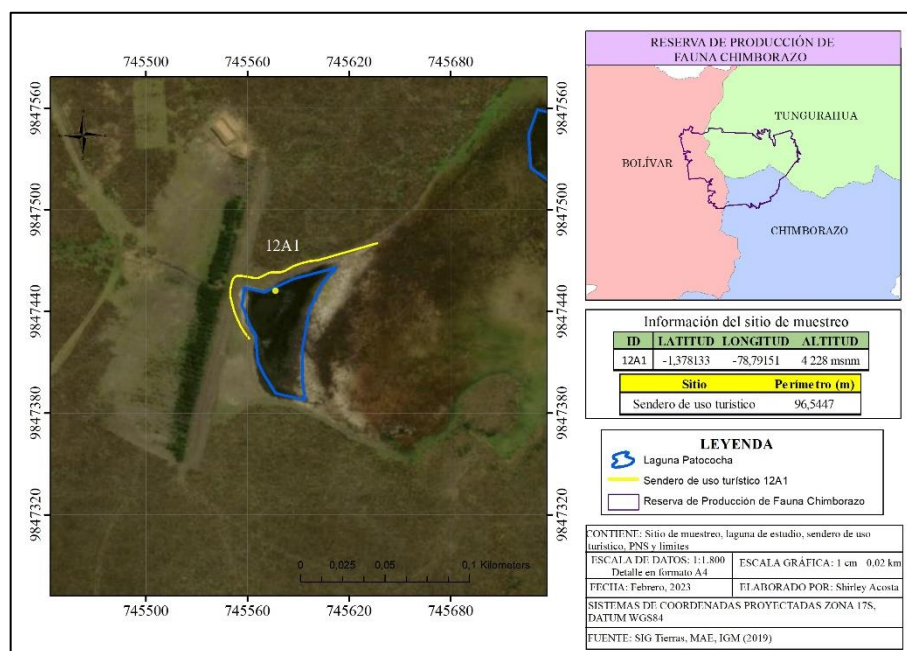 745500 745560 745620 745680
9847560
9847500
9847440
9847380
9847320
12A1
9847560
9847500
9847440
9847380
9847320
0 0,025 0,05 0,1 Kilometers
745500 745560 745620 745680
RESERVA DE PRODUCCIÓN DE
FAUNA CHIMBORAZO
TUNGURAHUA
BOLÍVAR
CHIMBORAZO
Información del sitio de muestreo
ID LATITUD LONGITUD ALTITUD
12A1 -1,378133 -78,79151 4 228 msnm
Sitio Perímetro (m)
Sendero de uso turístico 96,5447
LEYENDA
Laguna Patococha
Sendero de uso turístico 12A1
Reserva de Producción de Fauna Chimborazo
CONTIENE: Sitio de muestreo, laguna de estudio, sendero de uso
turístico, PNS y limites
ESCALA DE DATOS: 1:1.800
Detalle en formato A4
ESCALA GRÁFICA: 1 cm 0.02 km
FECHA: Febrero, 2023
ELABORADO POR: Shirley Acosta
SISTEMAS DE COORDENADAS PROYECTADAS ZONA 17S,
DATUM WGS84
FUENTE: SIG Tierras, MAE, IGM (2019)